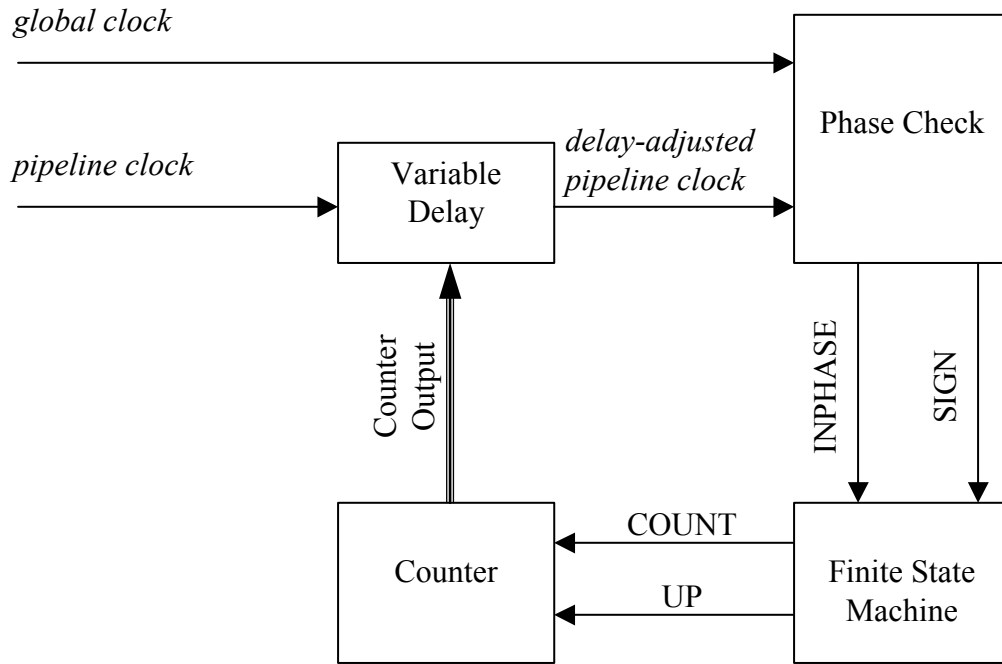 global clock
Phase Check
pipeline clock
Variable
Delay
delay-adjusted
pipeline clock
Counter
Output
INPHASE
SIGN
Counter
COUNT
UP
Finite State
Machine